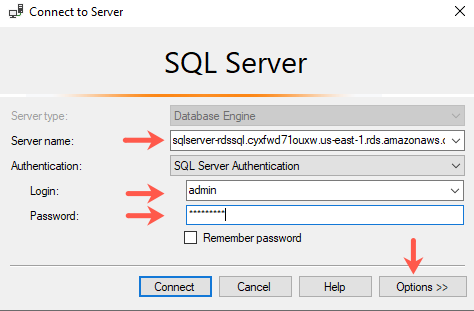 Connect to Server
SQL Server
Server type: Database Engine
Server name: sqlserver-rdssql.cyxfwd71ouxw.us-east-1.rds.amazonaws.c
Authentication: SQL Server Authentication
Login: admin
Password: *********
Remember password
Connect Cancel Help Options >>